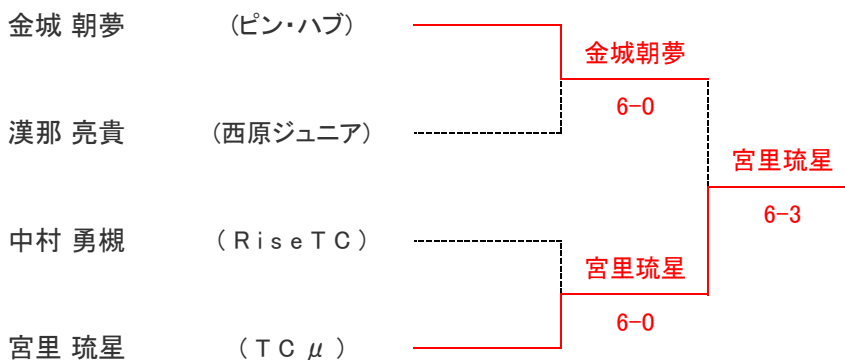 金城 朝夢 (ピン・ハブ)
金城朝夢
6-0
漢那 亮貴 (西原ジュニア)
宮里琉星
6-3
中村 勇槻 (RiseTC)
宮里琉星
6-0
宮里 琉星 (TCμ)